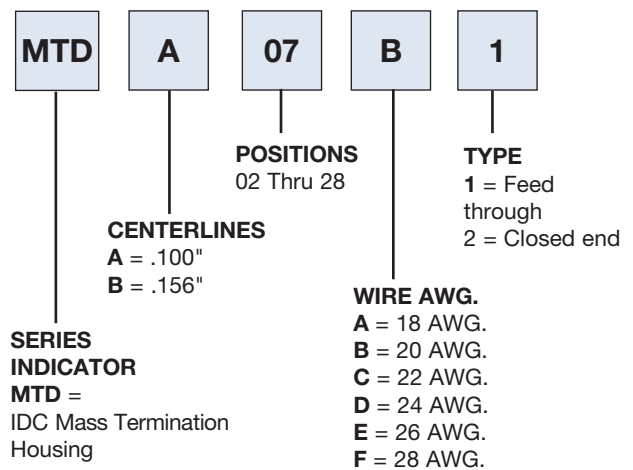 MTD A 07 B 1
POSITIONS
02 Thru 28
TYPE
1 = Feed
through
2 = Closed end
CENTERLINES
A = .100"
B = .156"
WIRE AWG.
A = 18 AWG.
B = 20 AWG.
C = 22 AWG.
D = 24 AWG.
E = 26 AWG.
F = 28 AWG.
SERIES
INDICATOR
MTD =
IDC Mass Termination
Housing